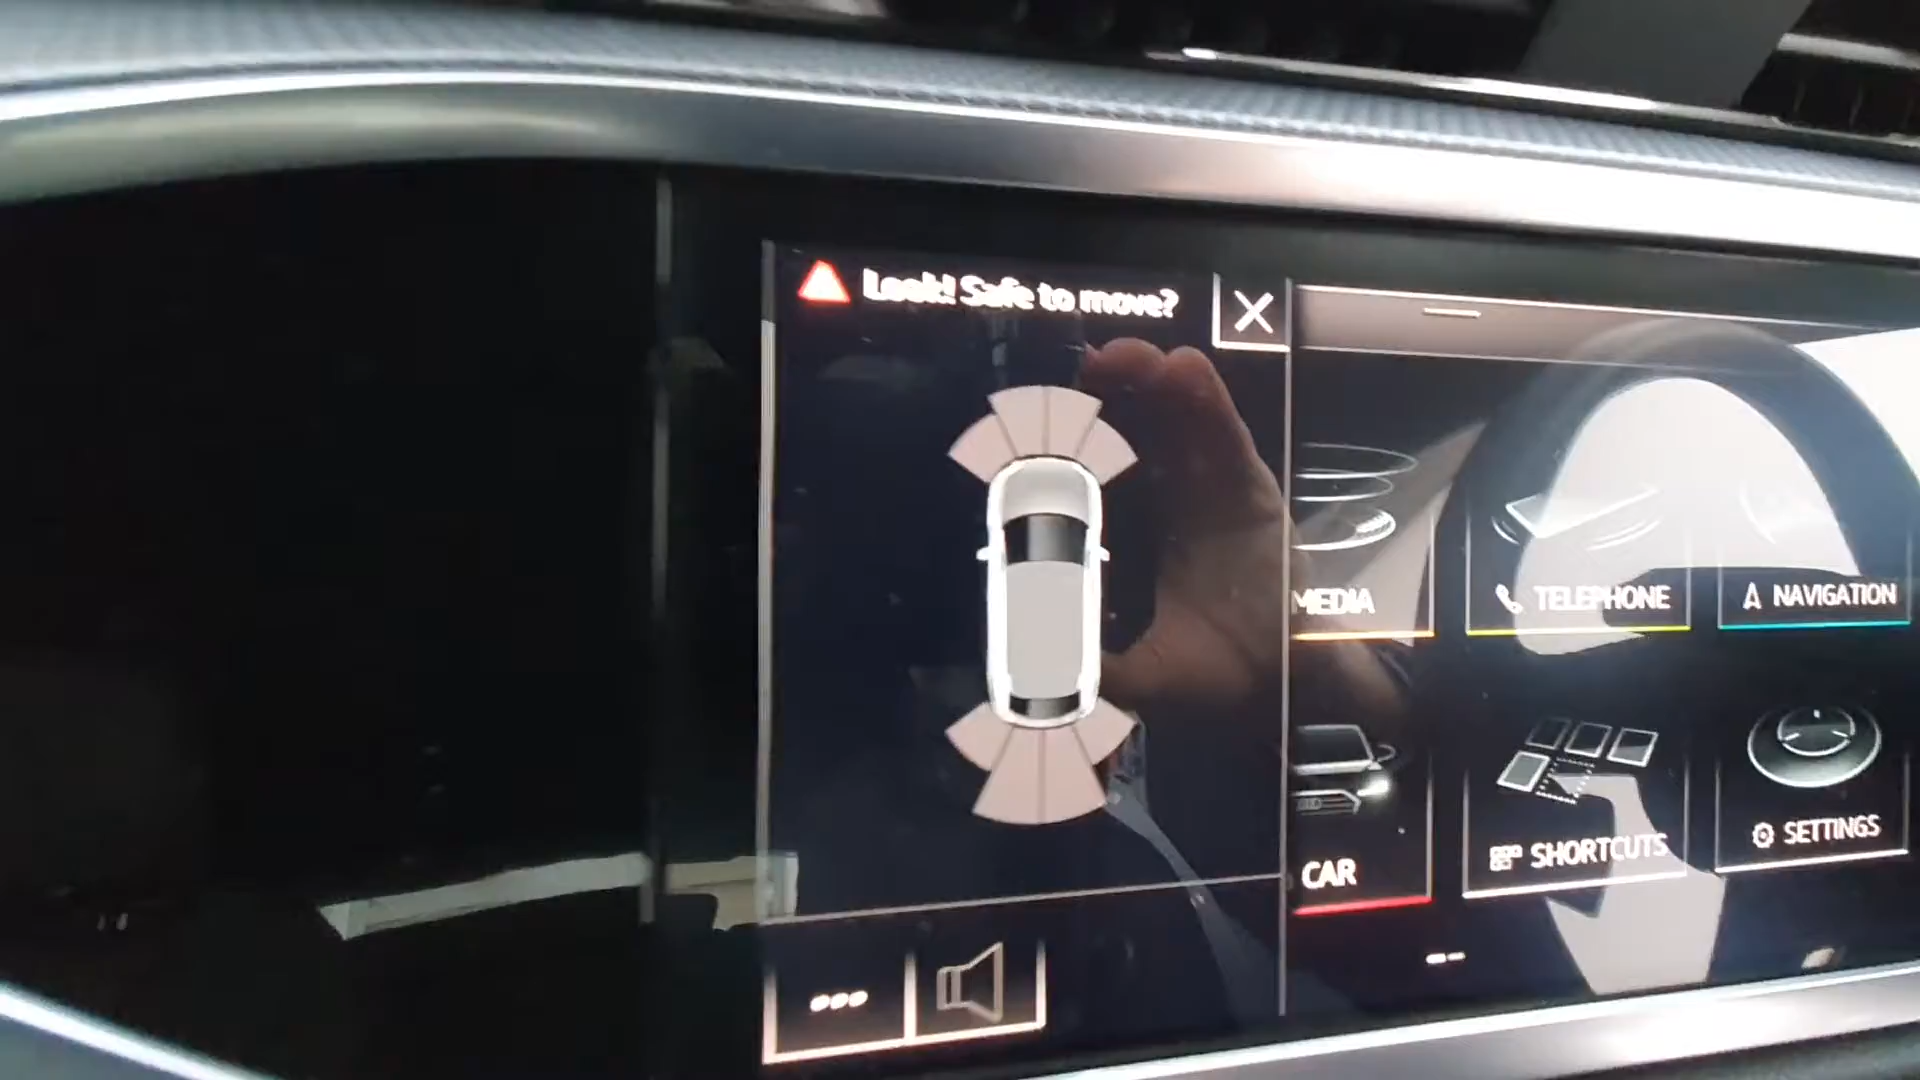 Look! Safe to move?
MEDIA
TELEPHONE
NAVIGATION
CAR
SHORTCUTS
SETTINGS